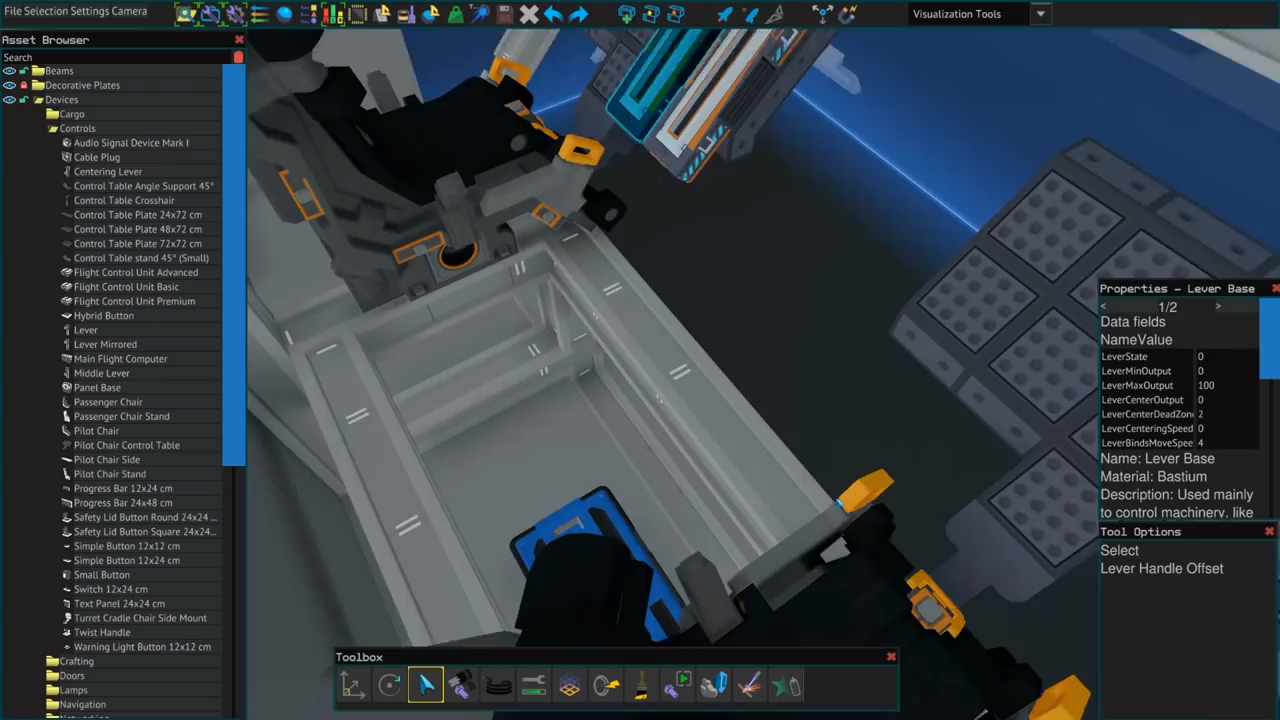 File Selection Settings Camera
Visualization Tools
Asset Browser
Search
Beams
Decorative Plates
Devices
Cargo
Controls
Audio Signal Device Mark I
Cable Plug
Centering Lever
Control Table Angle Support 45°
Control Table Crosshair
Control Table Plate 24x72 cm
Control Table Plate 48x72 cm
Control Table Plate 72x72 cm
Control Table stand 45° (Small)
Flight Control Unit Advanced
Flight Control Unit Basic
Flight Control Unit Premium
Hybrid Button
Lever
Lever Mirrored
Main Flight Computer
Middle Lever
Panel Base
Passenger Chair
Passenger Chair Stand
Pilot Chair
Pilot Chair Control Table
Pilot Chair Side
Pilot Chair Stand
Progress Bar 12x24 cm
Progress Bar 24x48 cm
Safety Lid Button Round 24x24 ...
Safety Lid Button Square 24x24...
Simple Button 12x12 cm
Simple Button 12x24 cm
Small Button
Switch 12x24 cm
Text Panel 24x24 cm
Turret Cradle Chair Side Mount
Twist Handle
Warning Light Button 12x12 cm
Crafting
Doors
Lamps
Navigation
Properties - Lever Base
< 1/2 >
Data fields
NameValue
LeverState 0
LeverMinOutput 0
LeverMaxOutput 100
LeverCenterOutput 0
LeverCenterDeadZon 2
LeverCenteringSpeed 0
LeverBindsMoveSpee 4
Name: Lever Base
Material: Bastium
Description: Used mainly
to control machinery, like
Tool Options
Select
Lever Handle Offset
Toolbox